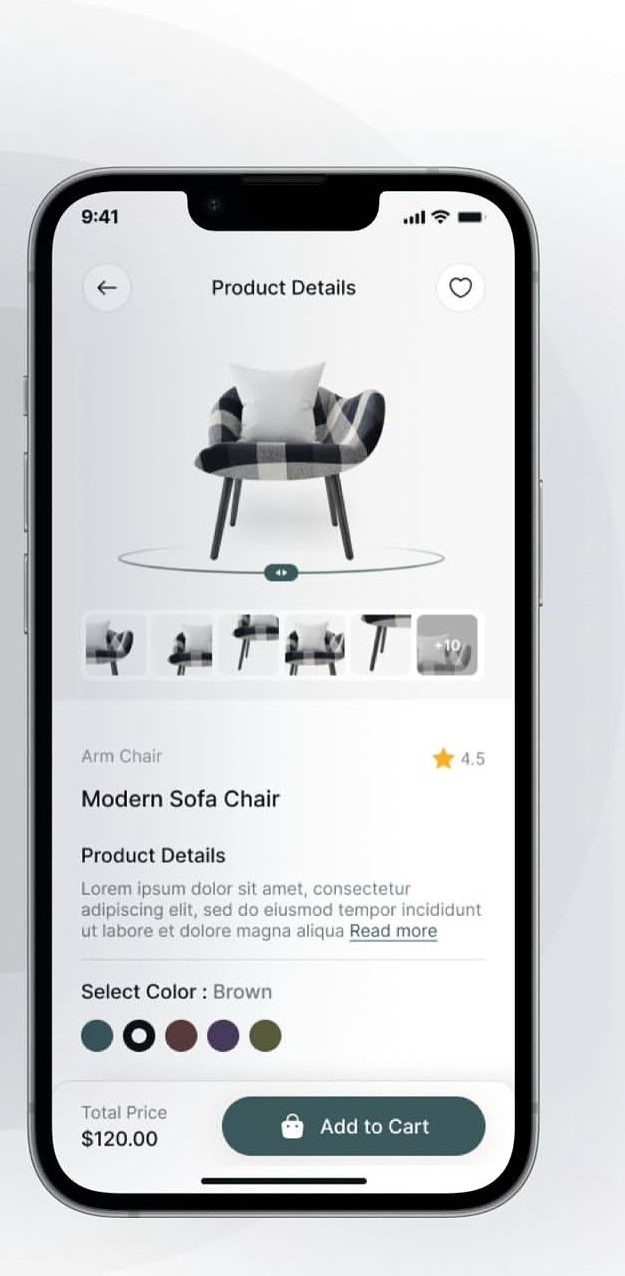 9:41
Product Details
+10
Arm Chair
4.5
Modern Sofa Chair
Product Details
Lorem ipsum dolor sit amet, consectetur
adipiscing elit, sed do eiusmod tempor incididunt
ut labore et dolore magna aliqua Read more
Select Color : Brown
Total Price
$120.00
Add to Cart